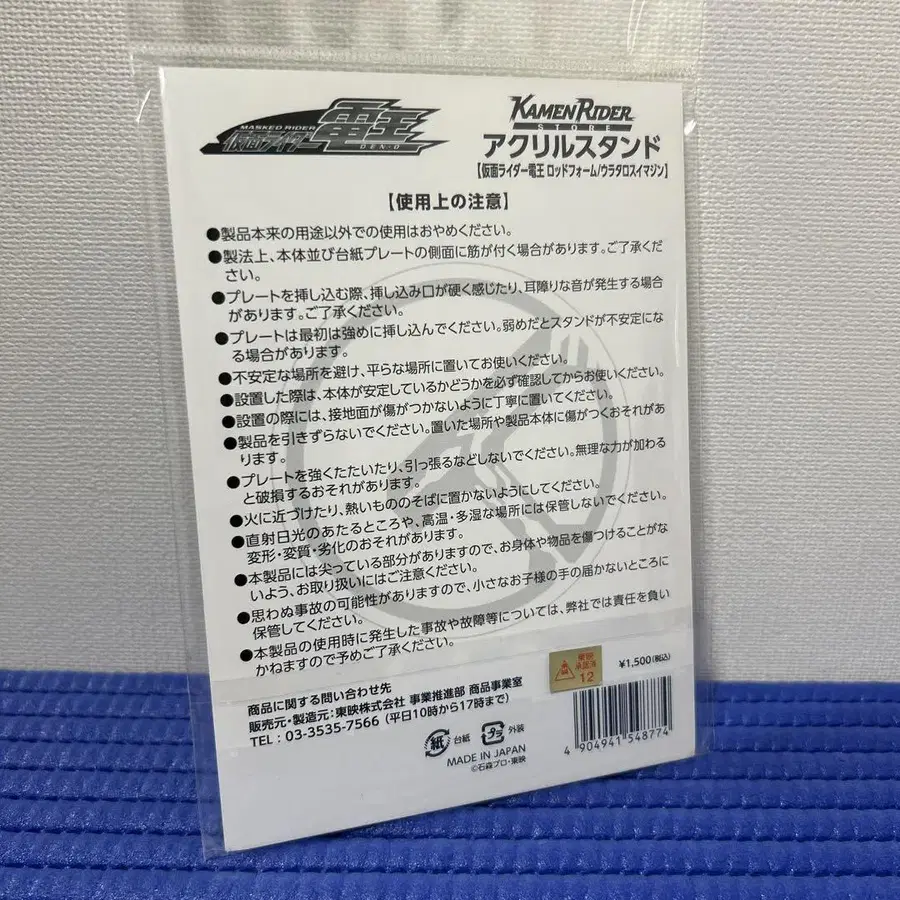 MASKED RIDER
仮面ライダー電王
DEN-O
KAMEN RIDER
STORE
アクリルスタンド
【仮面ライダー電王 ロッドフォーム/ウラタロスイマジン】
【使用上の注意】
●製品本来の用途以外での使用はおやめください。
●製法上、本体並び台紙プレートの側面に筋が付く場合があります。ご了承くだ
さい。
●プレートを挿し込む際、挿し込み口が硬く感じたり、耳障りな音が発生する場合
があります。ご了承ください。
●プレートは最初は強めに挿し込んでください。弱めだとスタンドが不安定にな
る場合があります。
●不安定な場所を避け、平らな場所に置いてお使いください。
●設置した際は、本体が安定しているかどうかを必ず確認してからお使いください。
●設置の際には、接地面が傷がつかないように丁寧に置いてください。
●製品を引きずらないでください。置いた場所や製品本体に傷がつくおそれがあ
ります。
●プレートを強くたたいたり、引っ張るなどしないでください。無理な力が加わる
と破損するおそれがあります。
●火に近づけたり、熱いもののそばに置かないようにしてください。
●直射日光のあたるところや、高温・多湿な場所には保管しないでください。
変形・変質・劣化のおそれがあります。
●本製品には尖っている部分がありますので、お身体や物品を傷つけることがな
いよう、お取り扱いにはご注意ください。
●思わぬ事故の可能性がありますので、小さなお子様の手の届かないところに
保管してください。
●本製品の使用時に発生した事故や故障等については、弊社では責任を負い
かねますので予めご了承ください。
商品に関する問い合わせ先
販売元・製造元:東映株式会社 事業推進部 商品事業室
TEL : 03-3535-7566 (平日10時から17時まで)
東映
承認済
12
¥1,500(税込)
紙 台紙 プラ 外装
MADE IN JAPAN
©石森プロ・東映
4 904941 548774